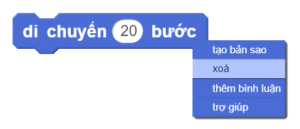 di chuyển 20 bước
tạo bản sao
xoá
thêm bình luận
trợ giúp